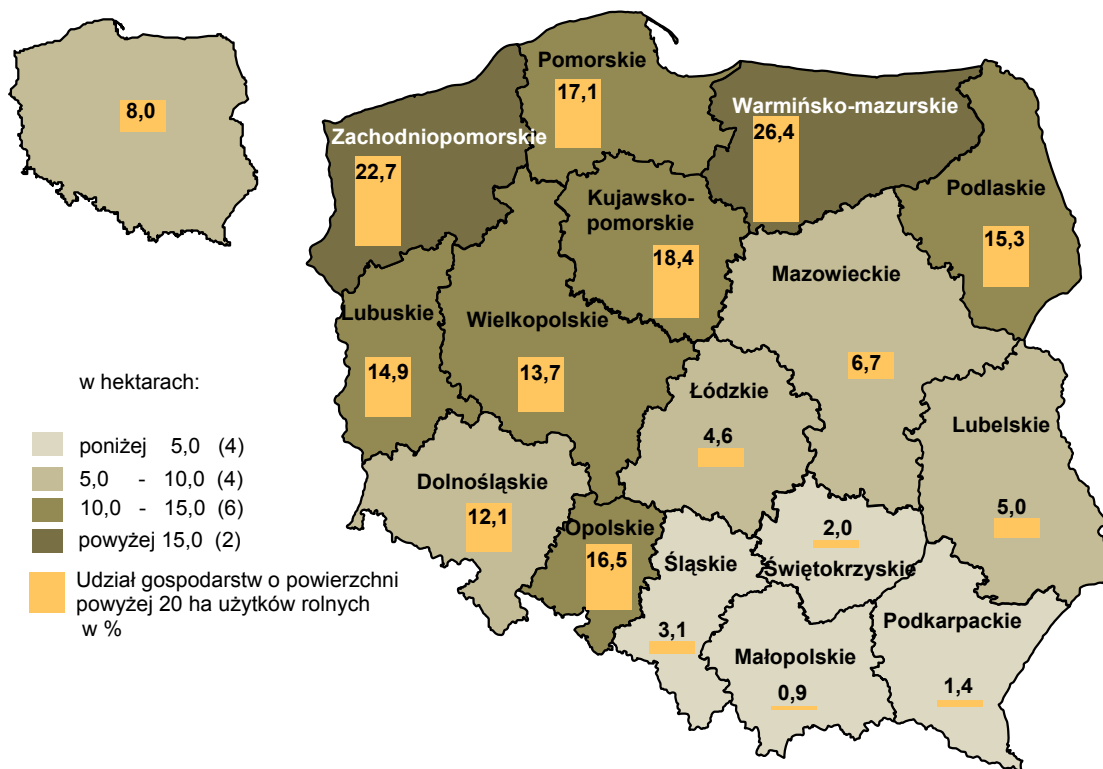 8,0
Pomorskie
17,1
Warmińsko-mazurskie
26,4
Zachodniopomorskie
22,7
Kujawsko-
pomorskie
18,4
Podlaskie
15,3
Mazowieckie
6,7
Lubuskie
14,9
Wielkopolskie
13,7
Łódzkie
4,6
Lubelskie
5,0
Dolnośląskie
12,1
Opolskie
16,5
Śląskie
3,1
2,0
Świętokrzyskie
Małopolskie
0,9
Podkarpackie
1,4
w hektarach:
poniżej 5,0 (4)
5,0 - 10,0 (4)
10,0 - 15,0 (6)
powyżej 15,0 (2)
Udział gospodarstw o powierzchni
powyżej 20 ha użytków rolnych
w %